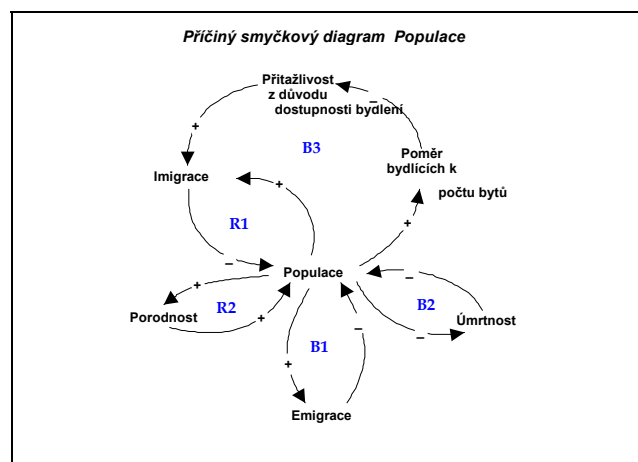 Příčiný smyčkový diagram Populace
Přitažlivost
z důvodu
dostupnosti bydlení
–
+
B3
Poměr
bydlících k
počtu bytů
Imigrace
+
R1
+
–
Populace
+
–
Porodnost
R2
+
B2
–
Úmrtnost
B1
–
+
Emigrace